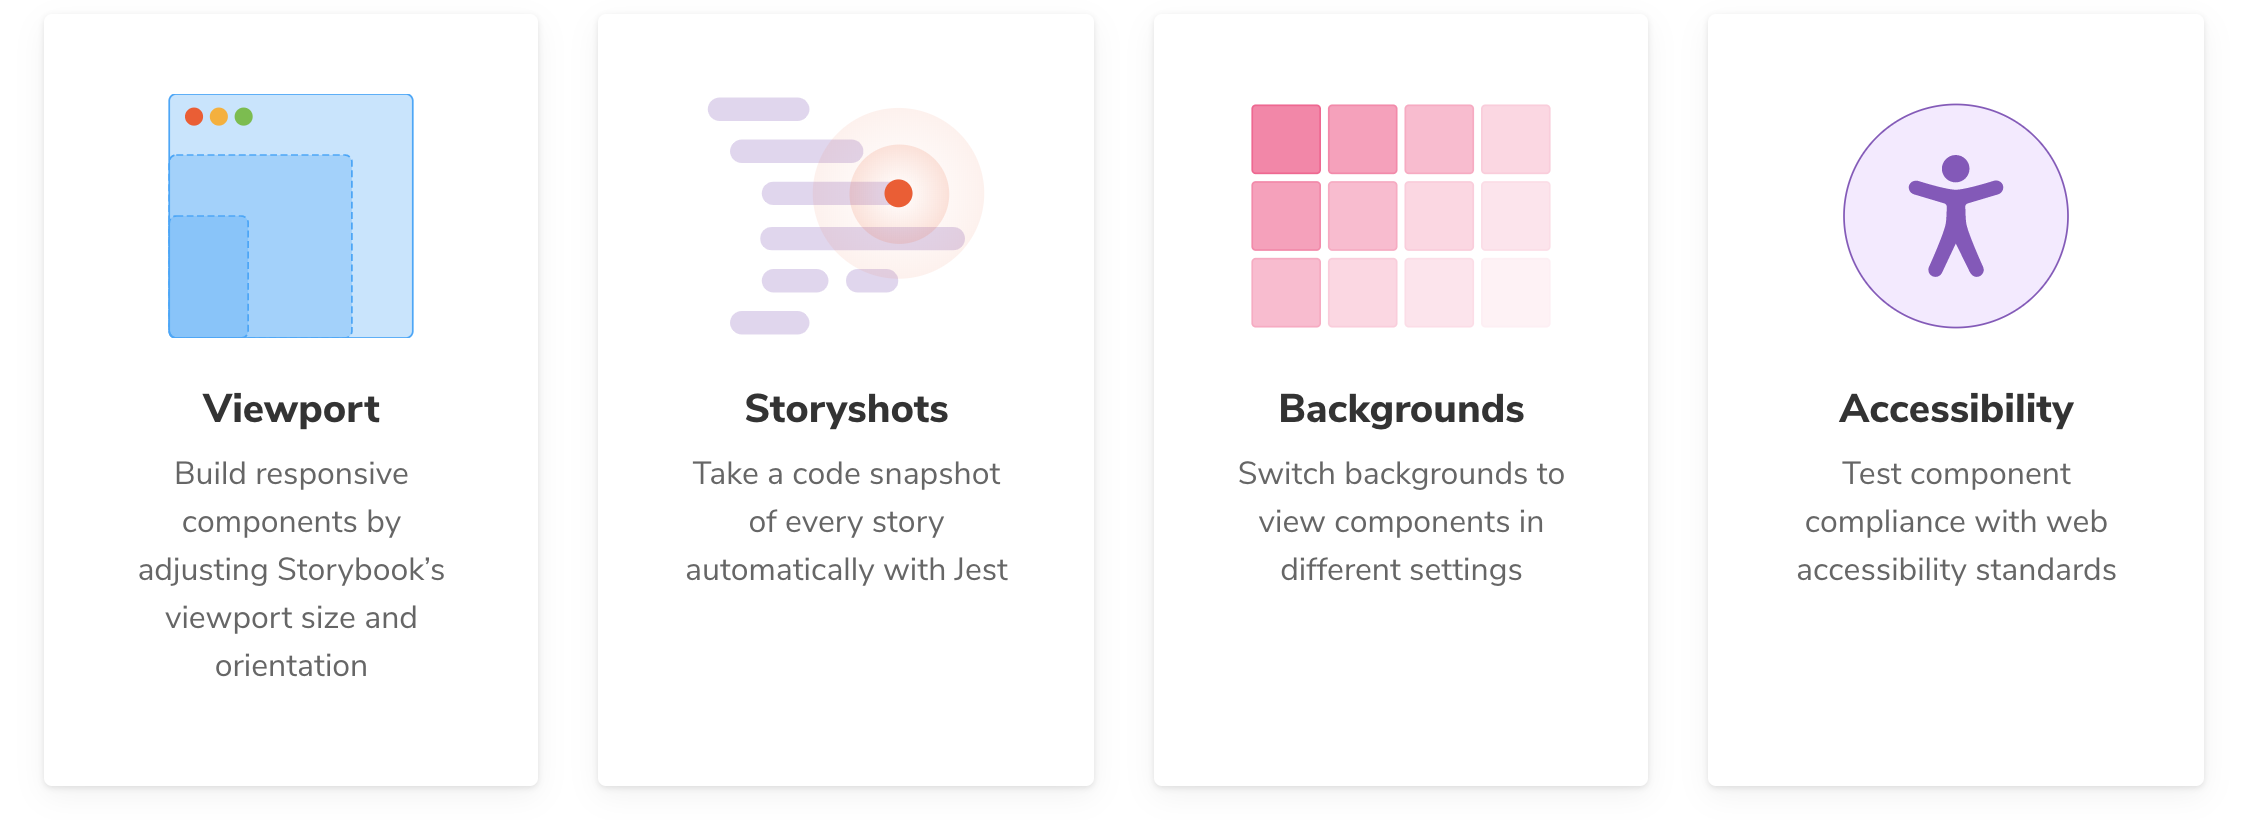 Viewport
Build responsive
components by
adjusting Storybook’s
viewport size and
orientation
Storyshots
Take a code snapshot
of every story
automatically with Jest
Backgrounds
Switch backgrounds to
view components in
different settings
Accessibility
Test component
compliance with web
accessibility standards